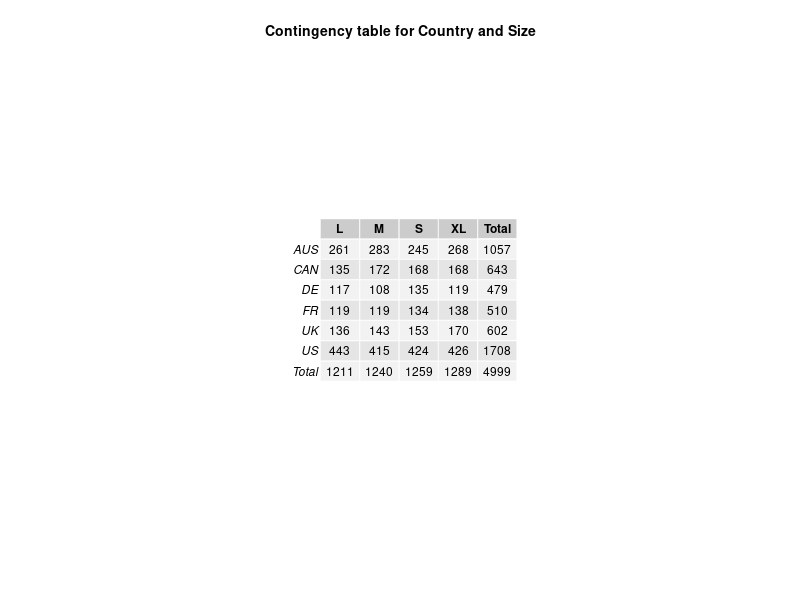 Contingency table for Country and Size
L M S XL Total
AUS 261 283 245 268 1057
CAN 135 172 168 168 643
DE 117 108 135 119 479
FR 119 119 134 138 510
UK 136 143 153 170 602
US 443 415 424 426 1708
Total 1211 1240 1259 1289 4999